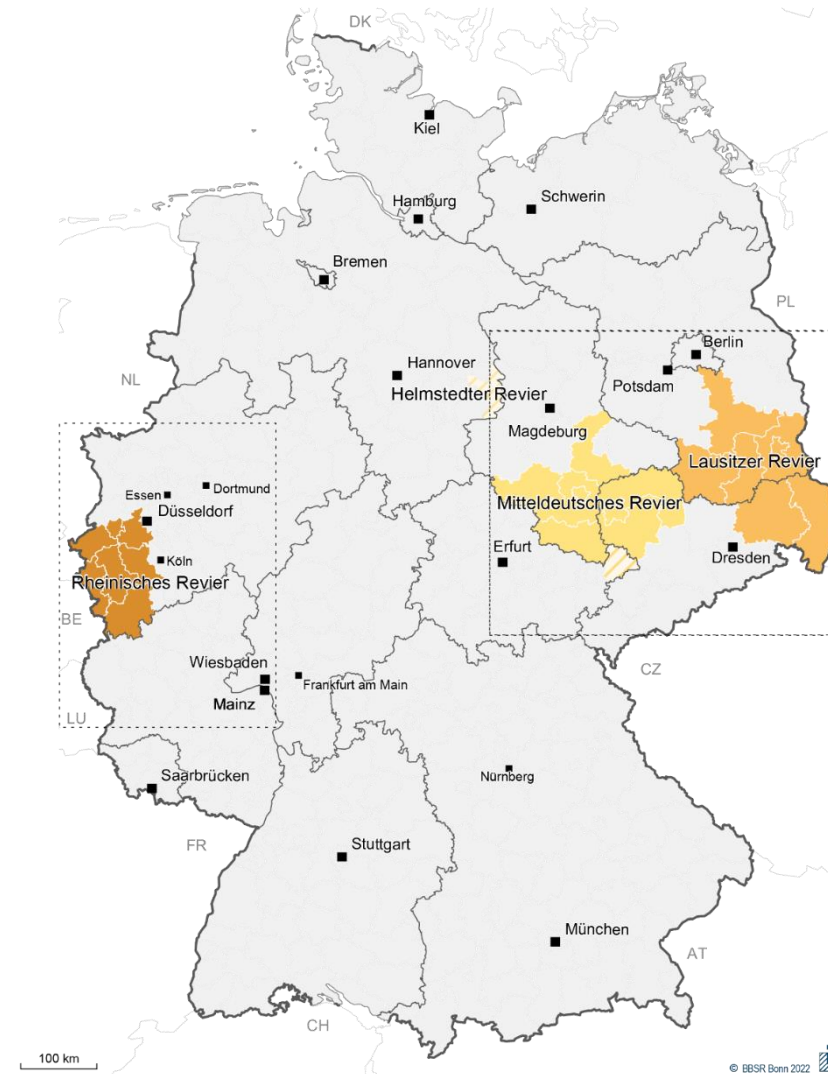 DK
Kiel
Hamburg
Schwerin
Bremen
PL
Berlin
NL
Hannover
Potsdam
Helmstedter Revier
Magdeburg
Lausitzer Revier
Essen
Dortmund
Düsseldorf
Mitteldeutsches Revier
Erfurt
Dresden
Köln
Rheinisches Revier
BE
Wiesbaden
CZ
Frankfurt am Main
Mainz
LU
Saarbrücken
Nürnberg
FR
Stuttgart
München
AT
CH
100 km
© BBSR Bonn 2022